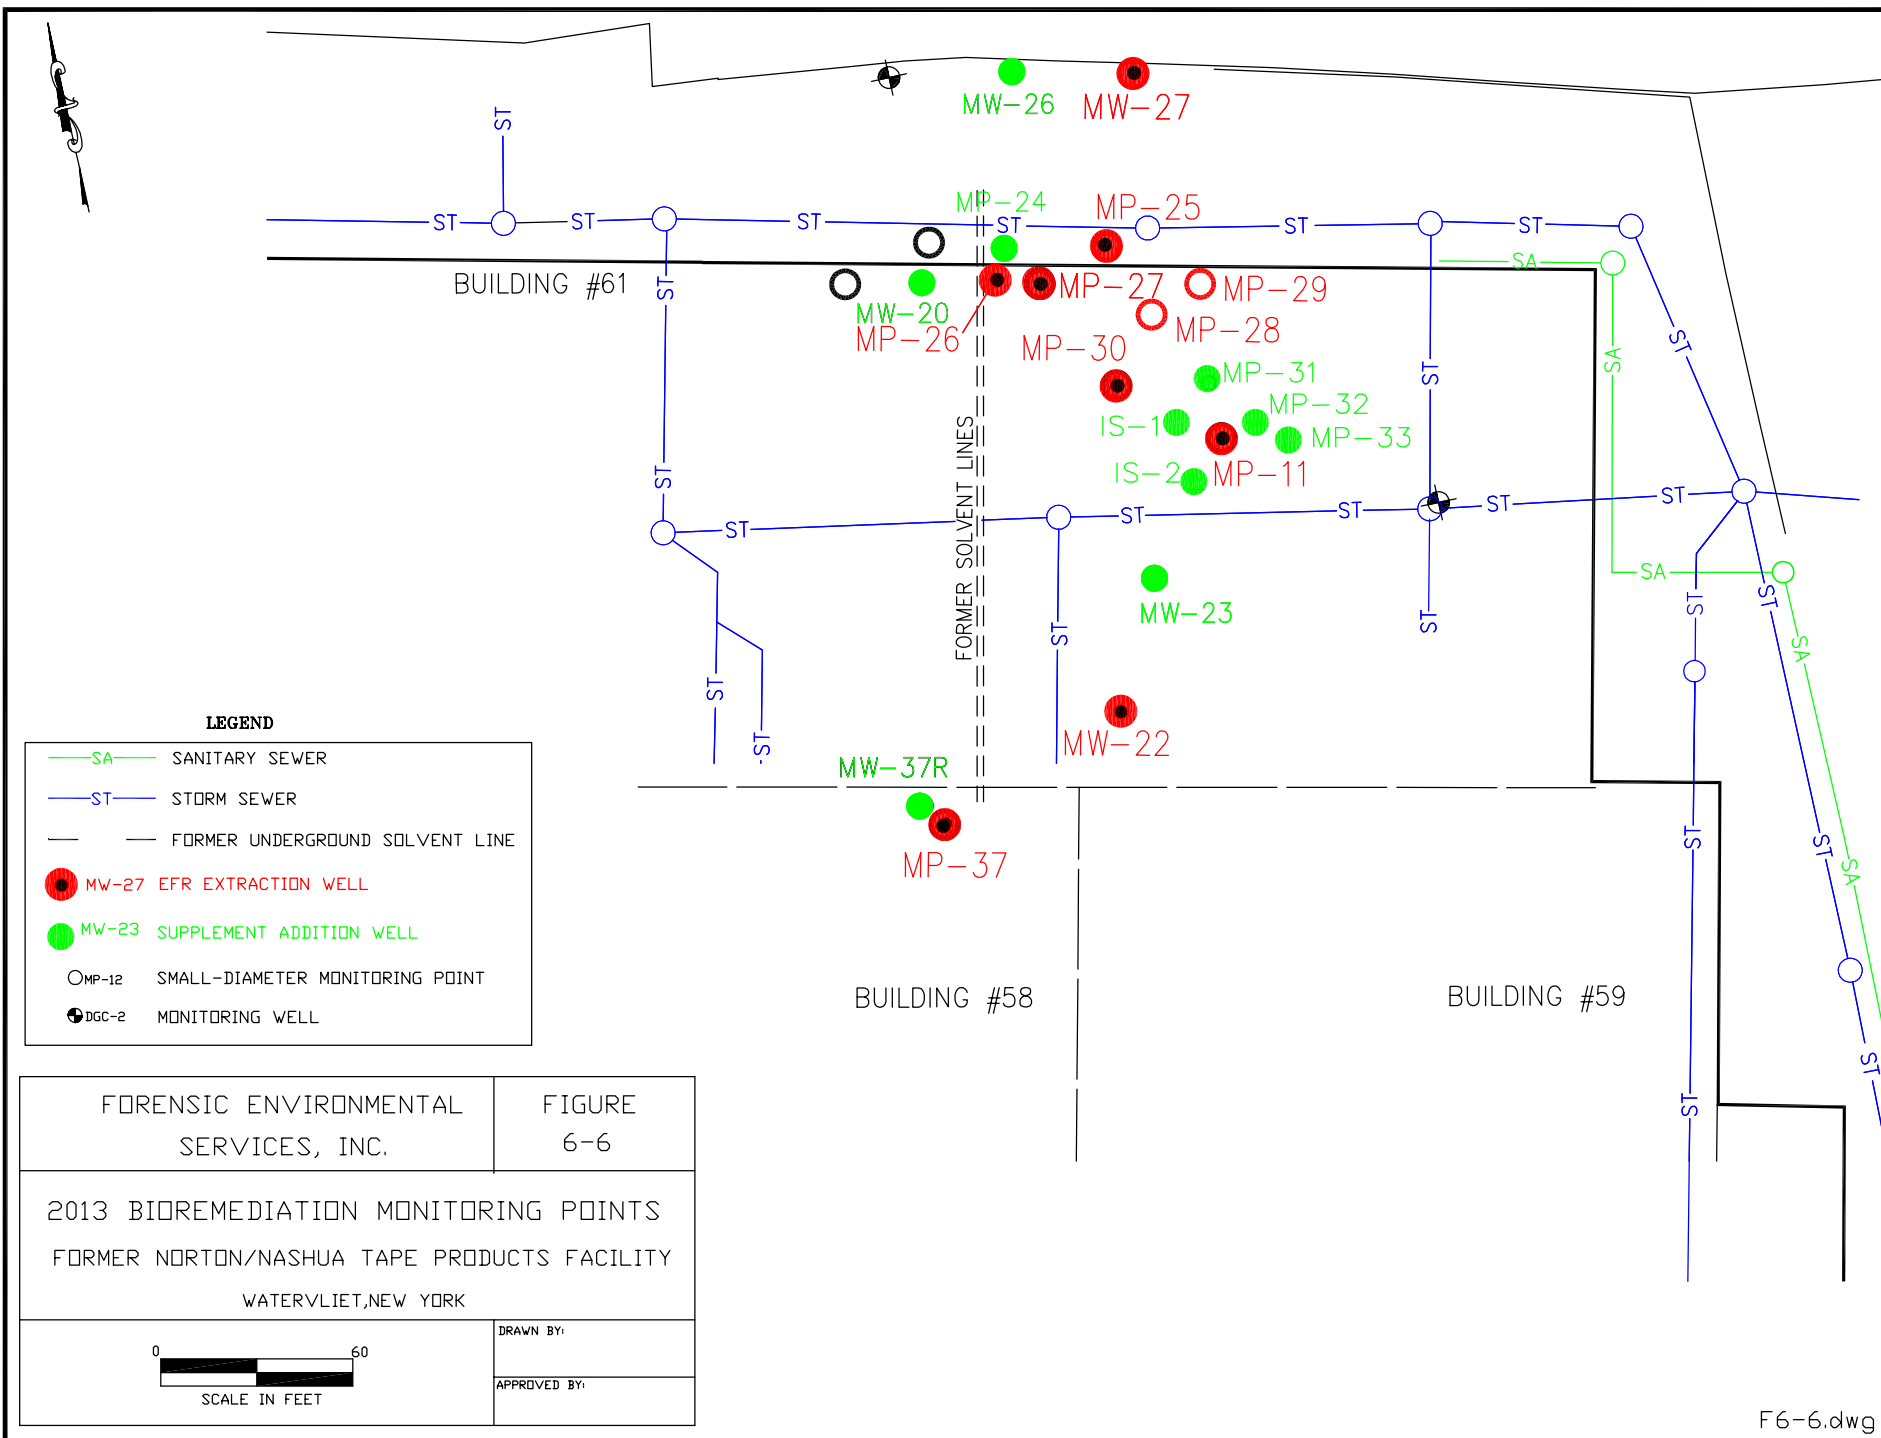 MW-26
MW-27
ST
MP-24
MP-25
ST
ST
ST
ST
ST
ST
SA
BUILDING #61
ST
MW-20
MP-26
MP-27
MP-29
MP-28
MP-30
ST
SA
ST
MP-31
MP-32
IS-1
MP-33
MP-11
IS-2
ST
FORMER SOLVENT LINES
ST
ST
ST
ST
ST
SA
MW-23
ST
ST
ST
ST
SA
ST
ST
MW-22
MW-37R
MP-37
ST
ST
SA
BUILDING #58
BUILDING #59
ST
ST
LEGEND
SA SANITARY SEWER
ST STORM SEWER
FORMER UNDERGROUND SOLVENT LINE
MW-27 EFR EXTRACTION WELL
MW-23 SUPPLEMENT ADDITION WELL
MP-12 SMALL-DIAMETER MONITORING POINT
DGC-2 MONITORING WELL
FORENSIC ENVIRONMENTAL
SERVICES, INC.
FIGURE
6-6
2013 BIOREMEDIATION MONITORING POINTS
FORMER NORTON/NASHUA TAPE PRODUCTS FACILITY
WATERVLIET,NEW YORK
0 60
SCALE IN FEET
DRAWN BY:
APPROVED BY:
F6-6.dwg